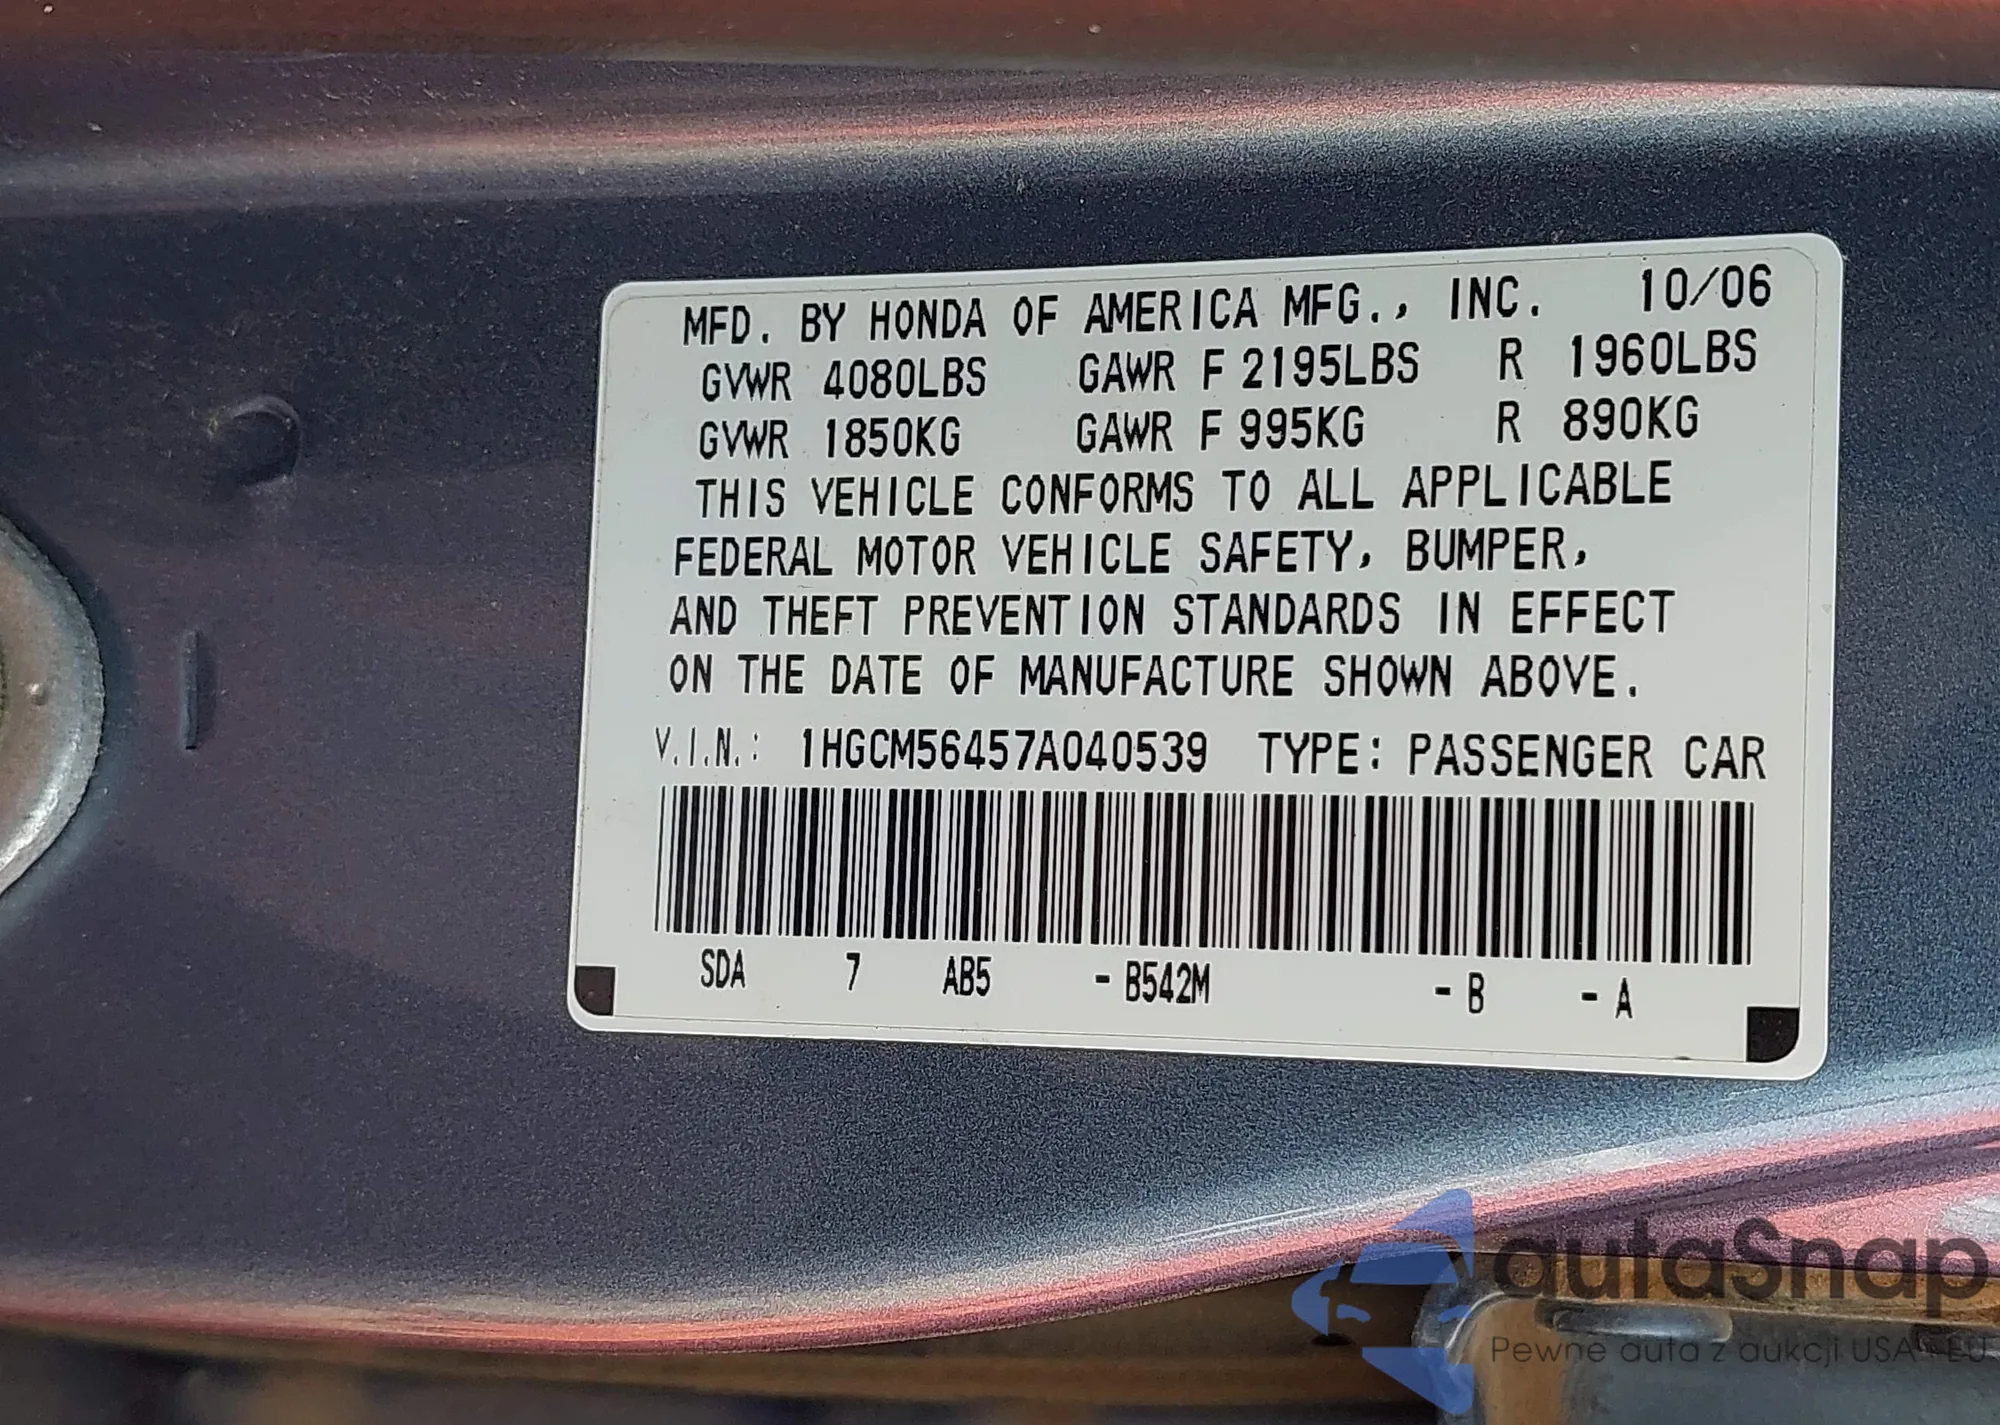 MFD. BY HONDA OF AMERICA MFG., INC. 10/06
GVWR 4080LBS GAWR F 2195LBS R 1960LBS
GVWR 1850KG GAWR F 995KG R 890KG
THIS VEHICLE CONFORMS TO ALL APPLICABLE
FEDERAL MOTOR VEHICLE SAFETY, BUMPER,
AND THEFT PREVENTION STANDARDS IN EFFECT
ON THE DATE OF MANUFACTURE SHOWN ABOVE.
V.I.N.: 1HGCM56457A040539 TYPE: PASSENGER CAR
SDA 7 AB5 - B542M - B - A
autaSnap
Pewne auta z aukcji USA i EU